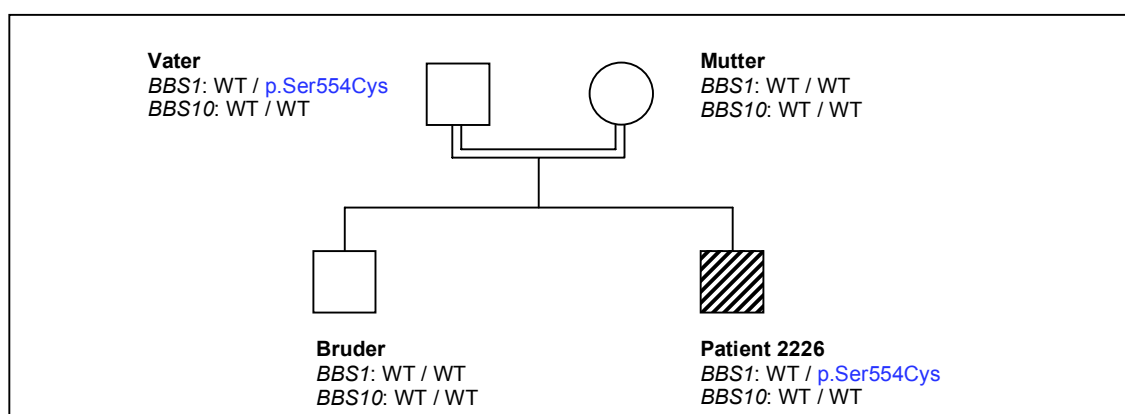 Vater
BBS1: WT / p.Ser554Cys
BBS10: WT / WT
Mutter
BBS1: WT / WT
BBS10: WT / WT
Bruder
BBS1: WT / WT
BBS10: WT / WT
Patient 2226
BBS1: WT / p.Ser554Cys
BBS10: WT / WT